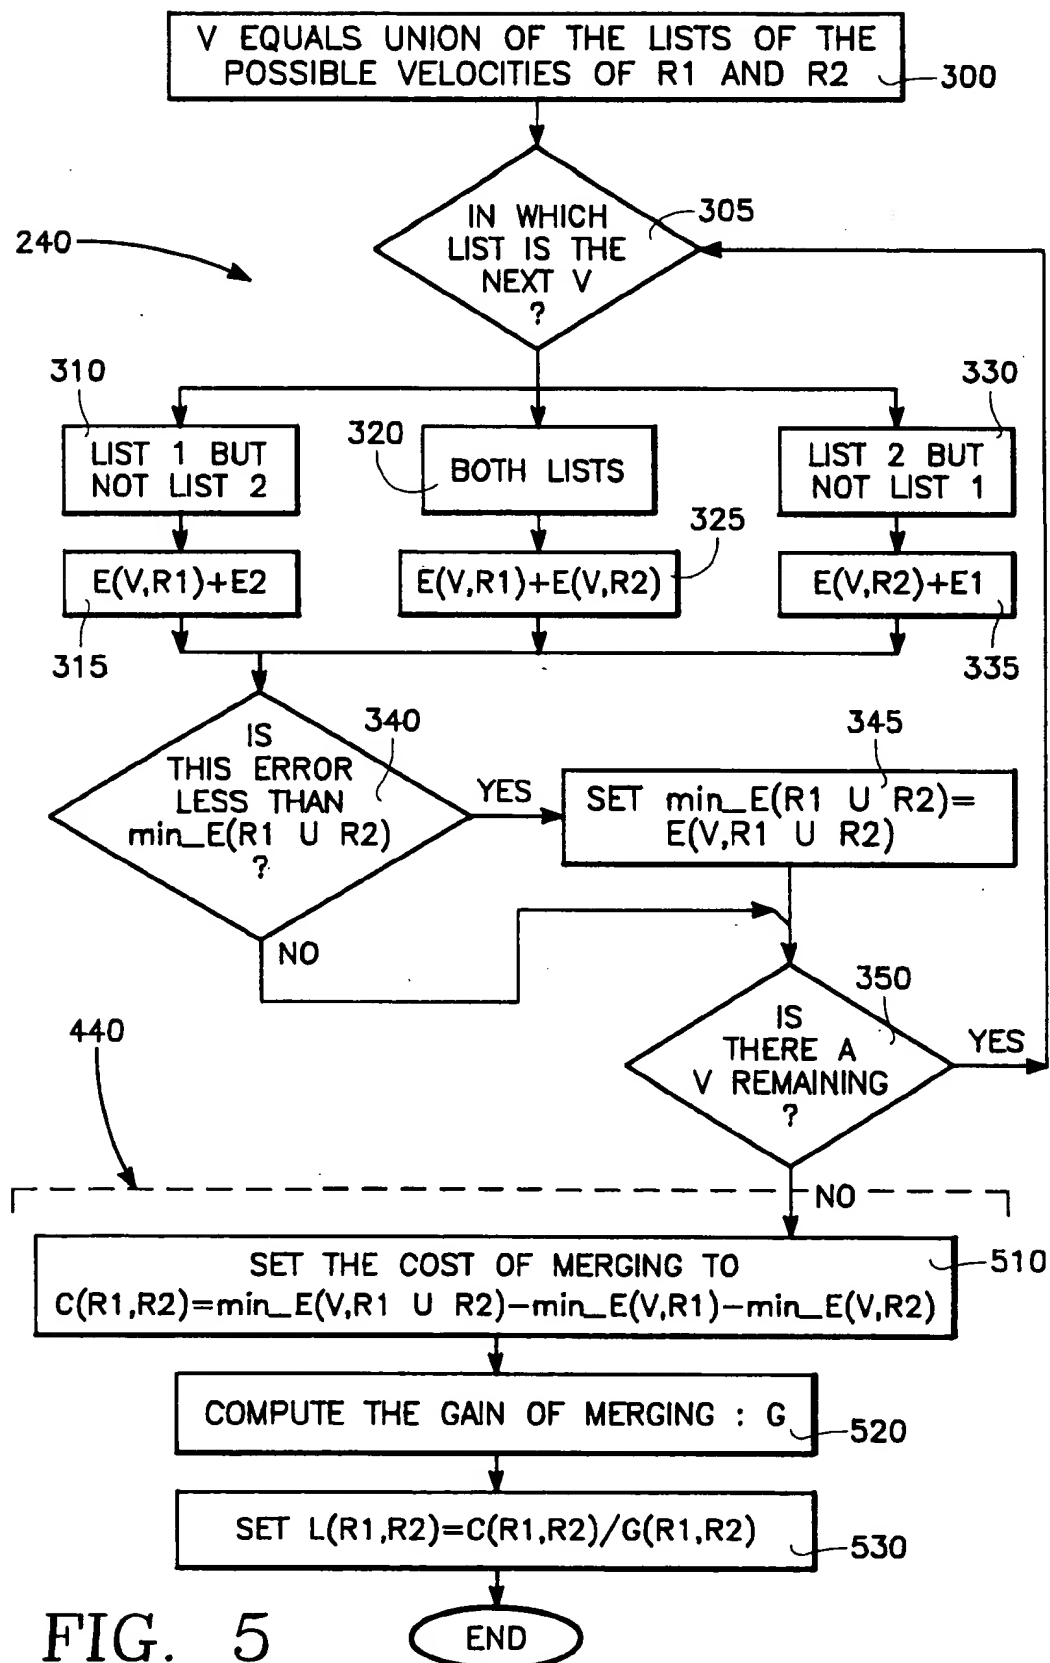 V EQUALS UNION OF THE LISTS OF THE
POSSIBLE VELOCITIES OF R1 AND R2
300
IN WHICH
LIST IS THE
NEXT V
?
305
240
310
LIST 1 BUT
NOT LIST 2
320
BOTH LISTS
330
LIST 2 BUT
NOT LIST 1
E(V,R1)+E2
315
E(V,R1)+E(V,R2)
325
E(V,R2)+E1
335
IS
THIS ERROR
LESS THAN
min_E(R1 U R2)
?
340
YES
345
SET min_E(R1 U R2)=
E(V,R1 U R2)
NO
350
IS
THERE A
V REMAINING
?
YES
440
NO
SET THE COST OF MERGING TO
C(R1,R2)=min_E(V,R1 U R2)-min_E(V,R1)-min_E(V,R2)
510
COMPUTE THE GAIN OF MERGING : G
520
SET L(R1,R2)=C(R1,R2)/G(R1,R2)
530
END
FIG. 5